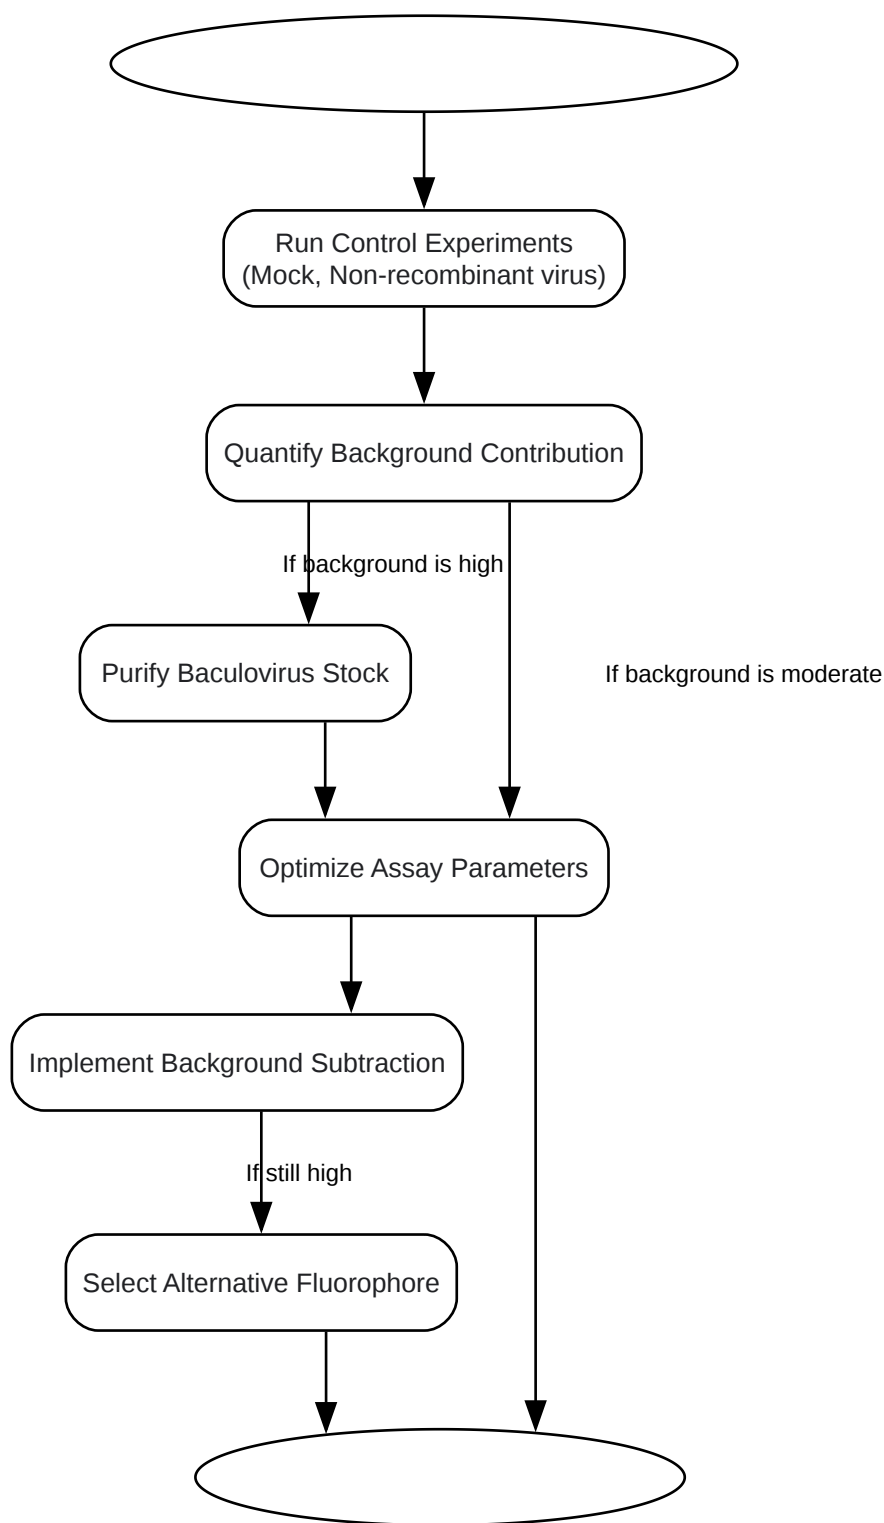 Run Control Experiments
(Mock, Non-recombinant virus)
Quantify Background Contribution
If background is high
Purify Baculovirus Stock
If background is moderate
Optimize Assay Parameters
Implement Background Subtraction
If still high
Select Alternative Fluorophore